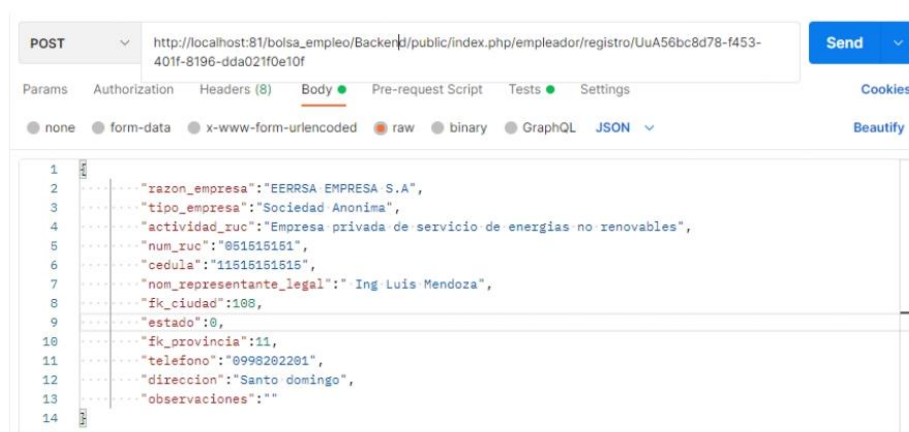 POST
http://localhost:81/bolsa_empleo/Backend/public/index.php/empleador/registro/UuA56bc8d78-f453-
401f-8196-dda021f0e10f
Send
Params Authorization Headers (8) Body Pre-request Script Tests Settings Cookies
none form-data x-www-form-urlencoded raw binary GraphQL JSON Beautify
1 {
2 "razon_empresa":"EERRSA EMPRESA S.A",
3 "tipo_empresa":"Sociedad Anonima",
4 "actividad_ruc":"Empresa privada de servicio de energias no renovables",
5 "num_ruc":"051515151",
6 "cedula":"11515151515",
7 "nom_representante_legal":" Ing Luis Mendoza",
8 "fk_ciudad":108,
9 "estado":0,
10 "fk_provincia":11,
11 "telefono":"0998202201",
12 "direccion":"Santo domingo",
13 "observaciones":""
14 }